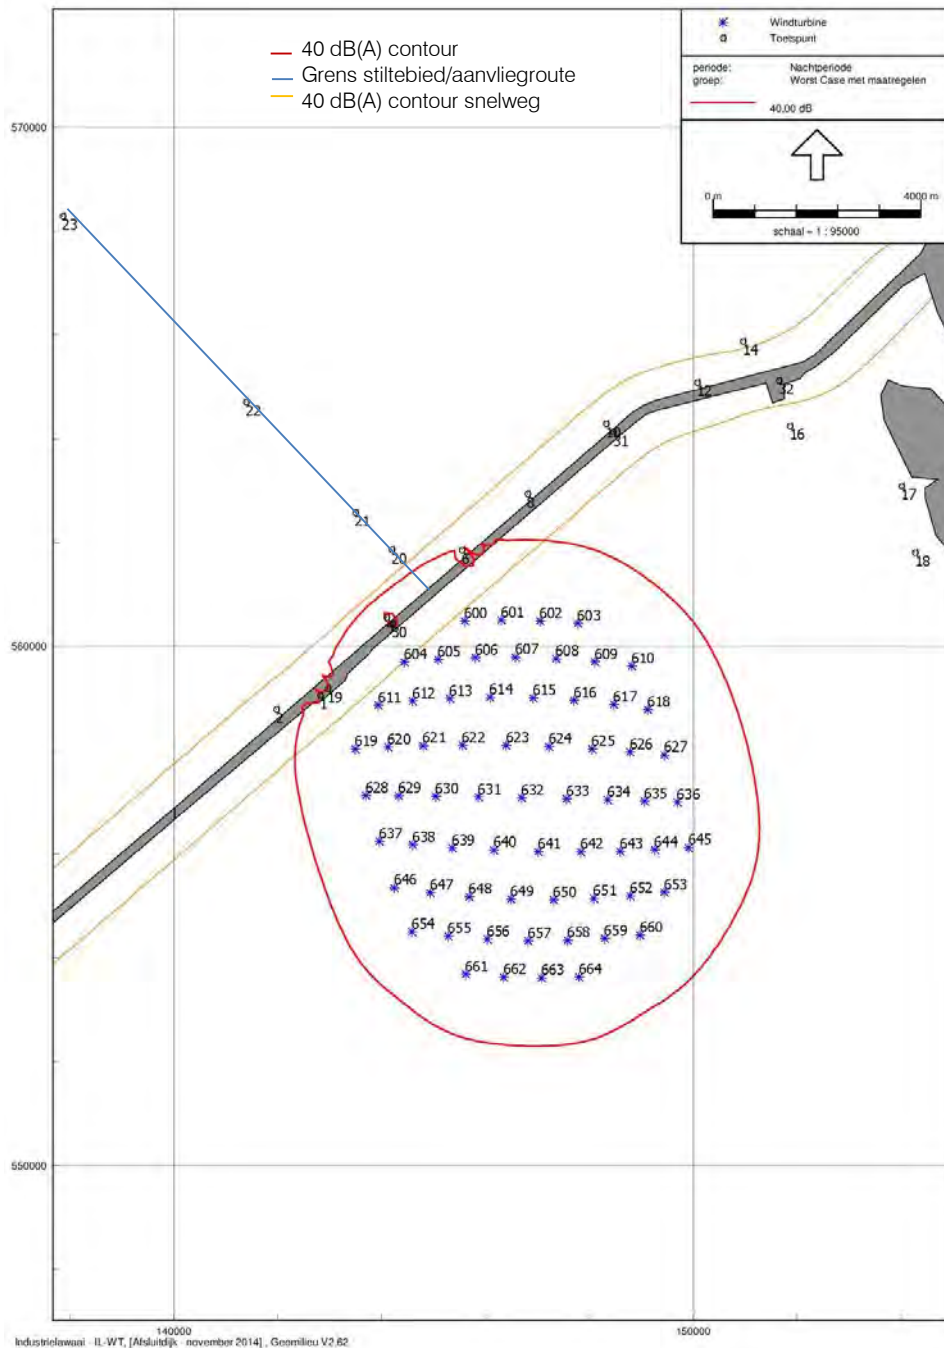 40 dB(A) contour
Grens stiltebied/aanvliegroute
40 dB(A) contour snelweg
Windturbine
Toetspunt
periode: Nachtperiode
groep: Worst Case met maatregelen
40,00 dB
0 m 4000 m
schaal = 1 : 95000
570000
23
14
12
32
22
31
16
17
8
21
18
20
6
560000
30
600 601 602 603
604 605 606 607 608 609 610
19
1
2
611 612 613 614 615 616 617 618
619 620 621 622 623 624 625 626 627
628 629 630 631 632 633 634 635 636
637 638 639 640 641 642 643 644 645
646 647 648 649 650 651 652 653
654 655 656 657 658 659 660
661 662 663 664
550000
140000 150000
Industrielawaai - IL-WT, [Afsluitdijk - november 2014] , Geomilieu V2.62